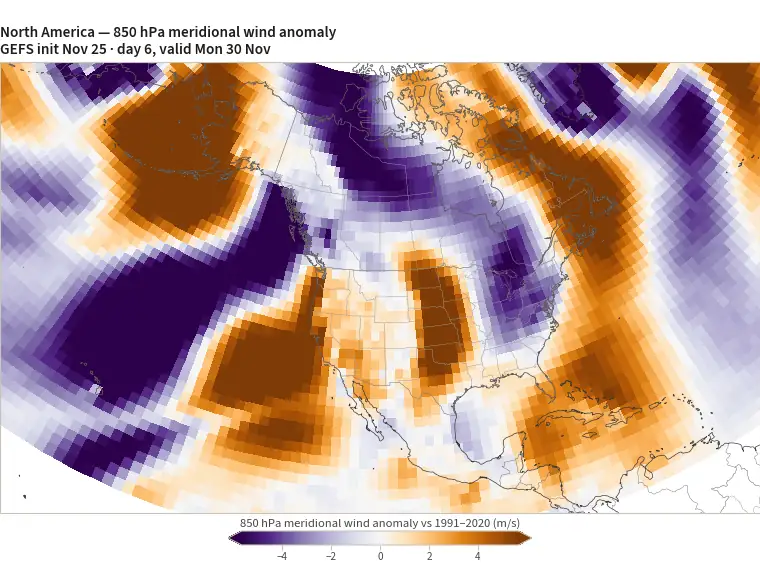 North America — 850 hPa meridional wind anomaly
GEFS init Nov 25 · day 6, valid Mon 30 Nov
850 hPa meridional wind anomaly vs 1991–2020 (m/s)
−4 −2 0 2 4